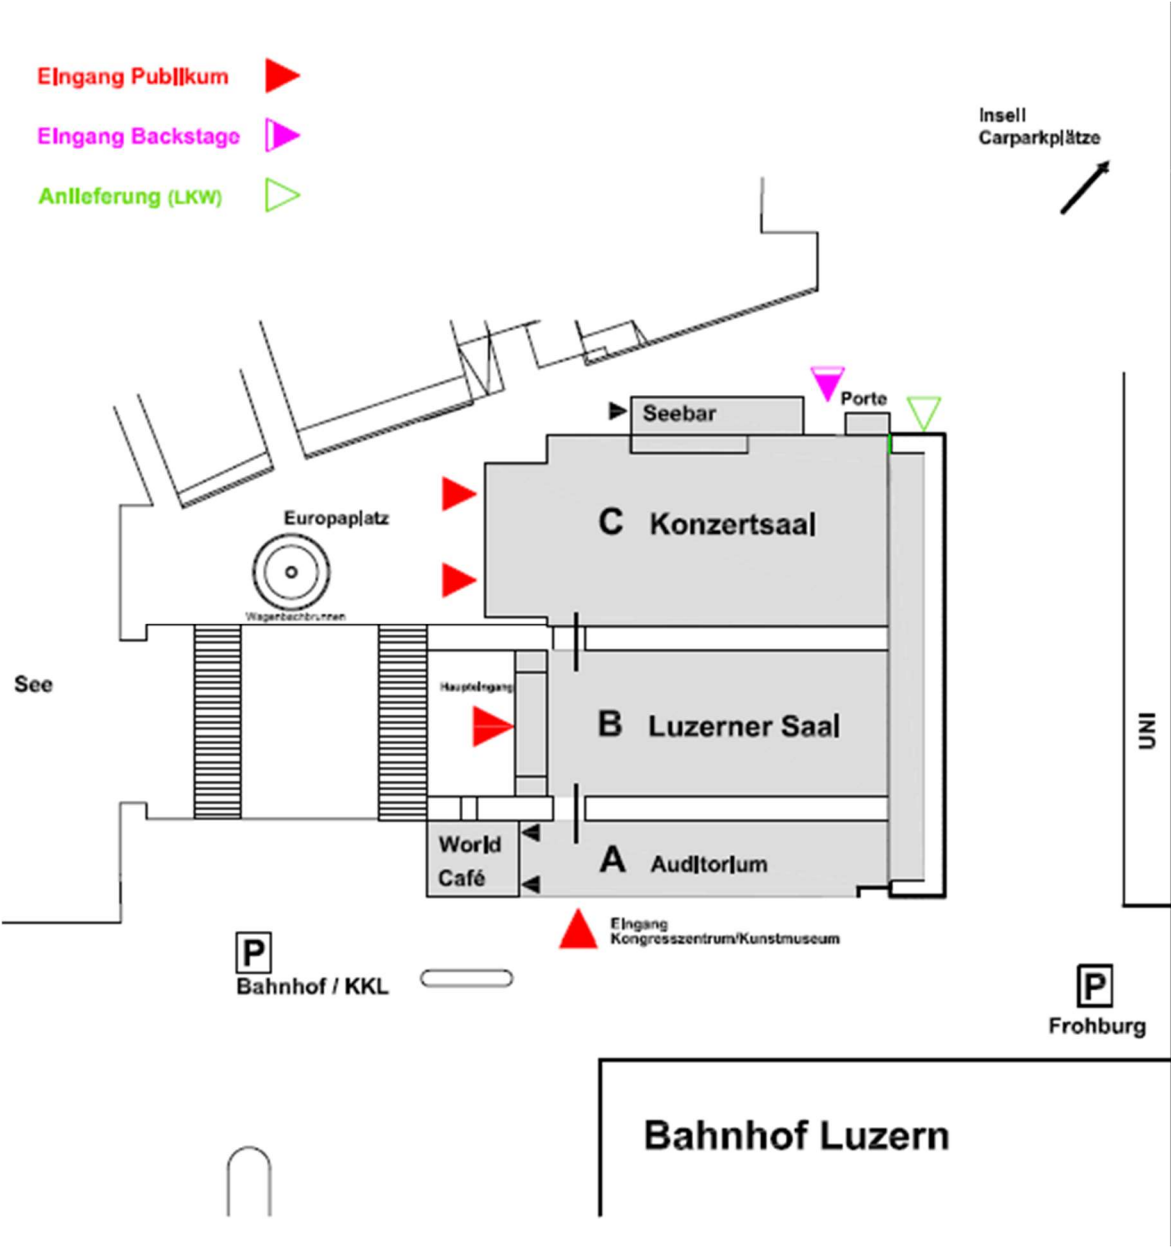 Eingang Publikum
Eingang Backstage
Anlieferung (LKW)
Inseli
Carparkplätze
Porte
Seebar
Europaplatz
C Konzertsaal
Wagenbachbrunnen
See
Haupteingang
B Luzerner Saal
UNI
World
Café
A Auditorium
Eingang
Kongresszentrum/Kunstmuseum
P
Bahnhof / KKL
P
Frohburg
Bahnhof Luzern